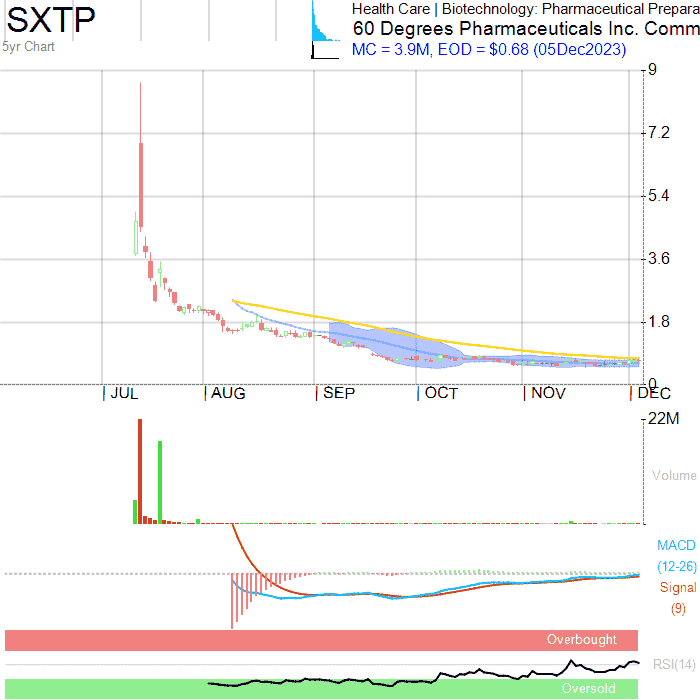 SXTP
5yr Chart
Health Care | Biotechnology: Pharmaceutical Prepara
60 Degrees Pharmaceuticals Inc. Comm
MC = 3.9M, EOD = $0.68 (05Dec2023)
9
7.2
5.4
3.6
1.8
0
JUL AUG SEP OCT NOV DEC
22M
Volume
MACD
(12-26)
Signal
(9)
Overbought
RSI(14)
Oversold